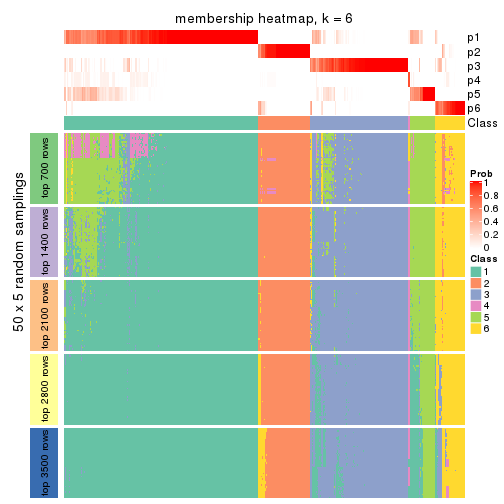 membership heatmap, k = 6
p1
p2
p3
p4
p5
p6
Class
50 x 5 random samplings
top 700 rows
top 1400 rows
top 2100 rows
top 2800 rows
top 3500 rows
Prob
1
0.8
0.6
0.4
0.2
0
Class
1
2
3
4
5
6